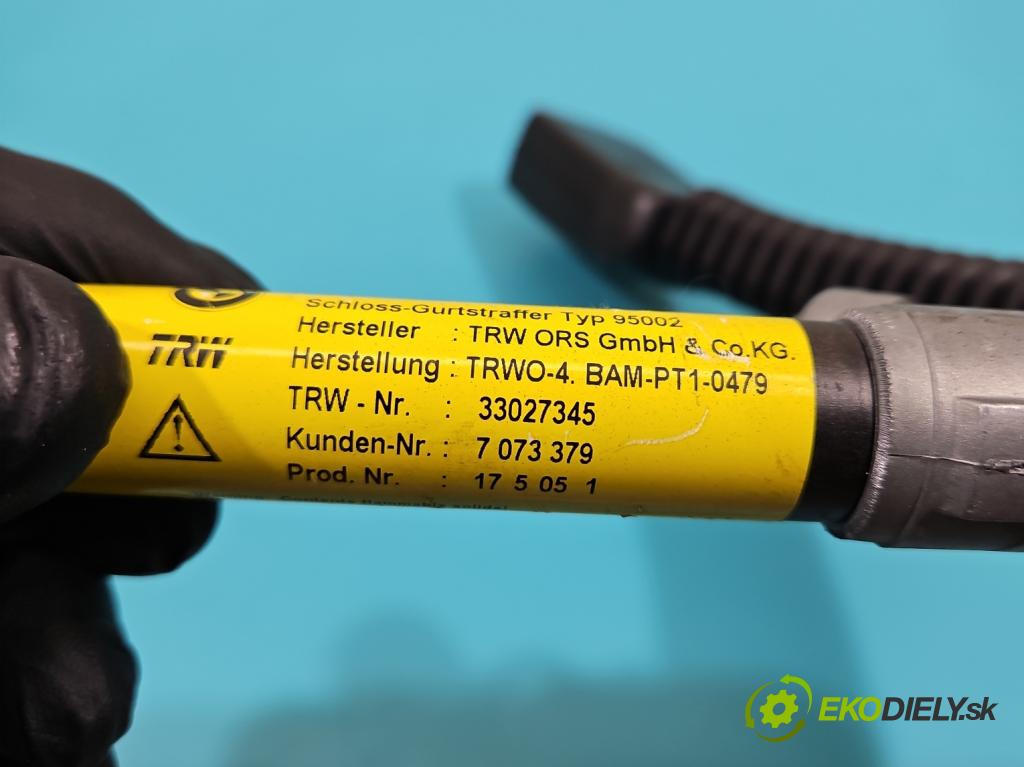 Schloss-Gurtstraffer Typ 95002
TRW
Hersteller : TRW ORS GmbH & Co.KG.
Herstellung : TRWO-4. BAM-PT1-0479
TRW - Nr. : 33027345
Kunden-Nr. : 7 073 379
Prod. Nr. : 17 5 05 1
EKODIELY.sk